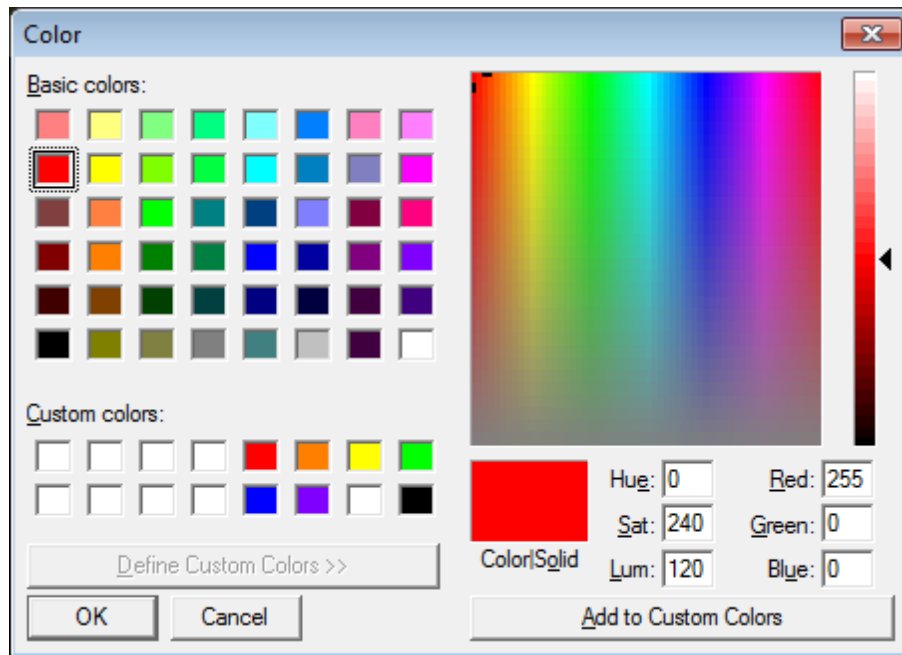 Color
Basic colors:
Custom colors:
Define Custom Colors >>
OK
Cancel
Color|Solid
Hue: 0
Sat: 240
Lum: 120
Red: 255
Green: 0
Blue: 0
Add to Custom Colors